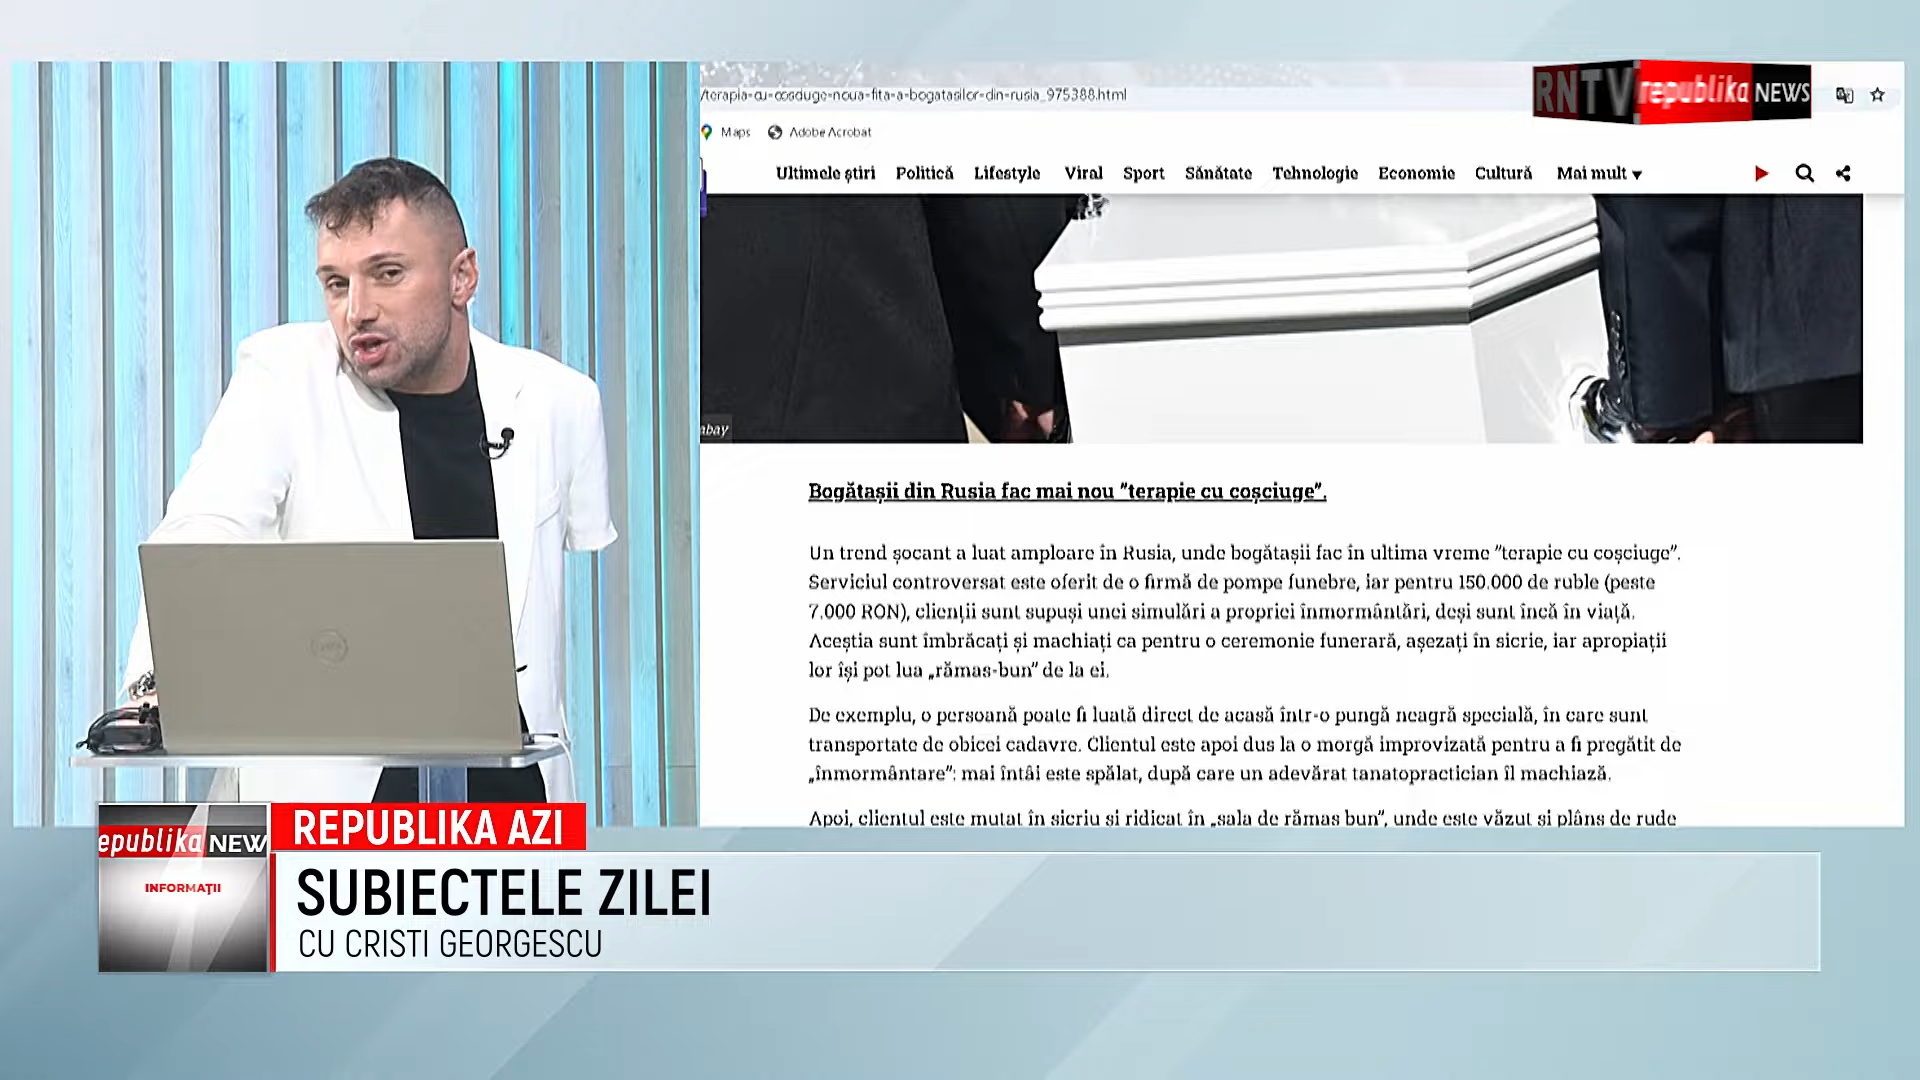 /terapia-cu-cosciuge-noua-fita-a-bogatasilor-din-rusia_975388.html
RNTV republika NEWS
Maps Adobe Acrobat
Ultimele știri Politică Lifestyle Viral Sport Sănătate Tehnologie Economie Cultură Mai mult
abay
Bogătașii din Rusia fac mai nou ”terapie cu coșciuge”.
Un trend șocant a luat amploare în Rusia, unde bogătașii fac în ultima vreme ”terapie cu coșciuge”.
Serviciul controversat este oferit de o firmă de pompe funebre, iar pentru 150.000 de ruble (peste
7.000 RON), clienții sunt supuși unei simulări a propriei înmormântări, deși sunt încă în viață.
Aceștia sunt îmbrăcați și machiați ca pentru o ceremonie funerară, așezați în sicrie, iar apropiații
lor își pot lua „rămas-bun” de la ei.
De exemplu, o persoană poate fi luată direct de acasă într-o pungă neagră specială, în care sunt
transportate de obicei cadavre. Clientul este apoi dus la o morgă improvizată pentru a fi pregătit de
„înmormântare”: mai întâi este spălat, după care un adevărat tanatopractician îl machiază.
Apoi, clientul este mutat în sicriu și ridicat în „sala de rămas bun”, unde este văzut și plâns de rude
DELL
epublika NEW
INFORMAȚII
REPUBLIKA AZI
SUBIECTELE ZILEI
CU CRISTI GEORGESCU